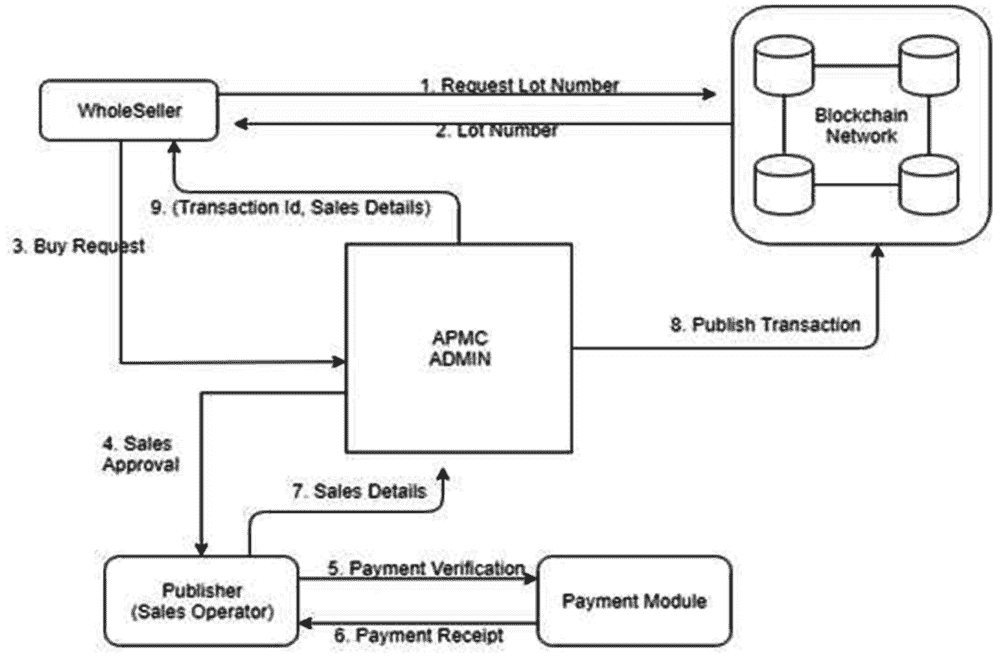 1. Request Lot Number
WholeSeller
2. Lot Number
Blockchain
Network
9. (Transaction Id, Sales Details)
3. Buy Request
8. Publish Transaction
APMC
ADMIN
4. Sales
Approval
7. Sales Details
5. Payment Verification
Publisher
(Sales Operator)
Payment Module
6. Payment Receipt